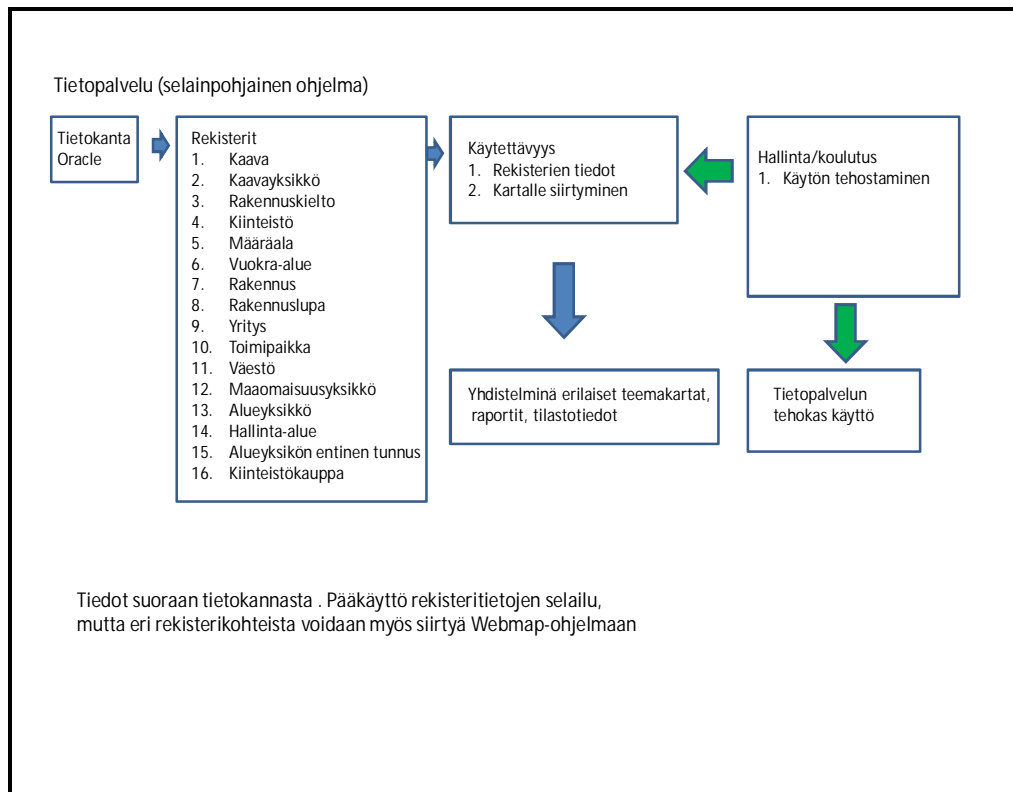 Tietopalvelu (selainpohjainen ohjelma)
Tietokanta
Oracle
Rekisterit
1. Kaava
2. Kaavayksikkö
3. Rakennuskielto
4. Kiinteistö
5. Määräala
6. Vuokra-alue
7. Rakennus
8. Rakennuslupa
9. Yritys
10. Toimipaikka
11. Väestö
12. Maaomaisuusyksikkö
13. Alueyksikkö
14. Hallinta-alue
15. Alueyksikön entinen tunnus
16. Kiinteistökauppa
Käytettävyys
1. Rekisterien tiedot
2. Kartalle siirtyminen
Hallinta/koulutus
1. Käytön tehostaminen
Yhdistelminä erilaiset teemakartat,
raportit, tilastotiedot
Tietopalvelun
tehokas käyttö
Tiedot suoraan tietokannasta . Pääkäyttö rekisteritietojen selailu,
mutta eri rekisterikohteista voidaan myös siirtyä Webmap-ohjelmaan